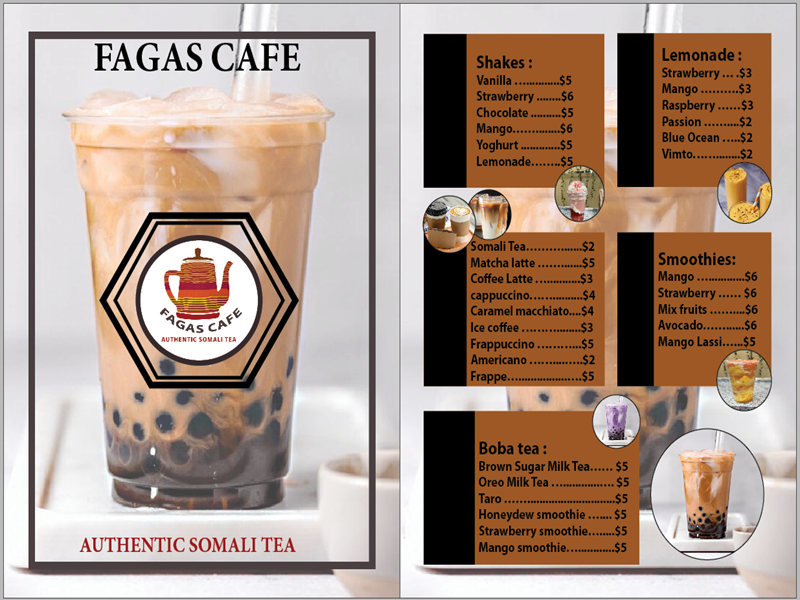 FAGAS CAFE
FAGAS CAFE
AUTHENTIC SOMALI TEA
AUTHENTIC SOMALI TEA
Shakes :
Vanilla ..............$5
Strawberry ........$6
Chocolate ..........$5
Mango.............$6
Yoghurt .............$5
Lemonade........$5
Lemonade :
Strawberry ... .$3
Mango ..........$3
Raspberry ......$3
Passion ..........$2
Blue Ocean .....$2
Vimto...............$2
Somali Tea................$2
Matcha latte ...........$5
Coffee Latte ...........$3
cappuccino..............$4
Caramel macchiato....$4
Ice coffee ...............$3
Frappuccino ...........$5
Americano ..............$2
Frappe.....................$5
Smoothies:
Mango ...............$6
Strawberry ...... $6
Mix fruits ..........$6
Avocado............$6
Mango Lassi......$5
Boba tea :
Brown Sugar Milk Tea...... $5
Oreo Milk Tea ................ $5
Taro ................................$5
Honeydew smoothie ....... $5
Strawberry smoothie........$5
Mango smoothie...............$5